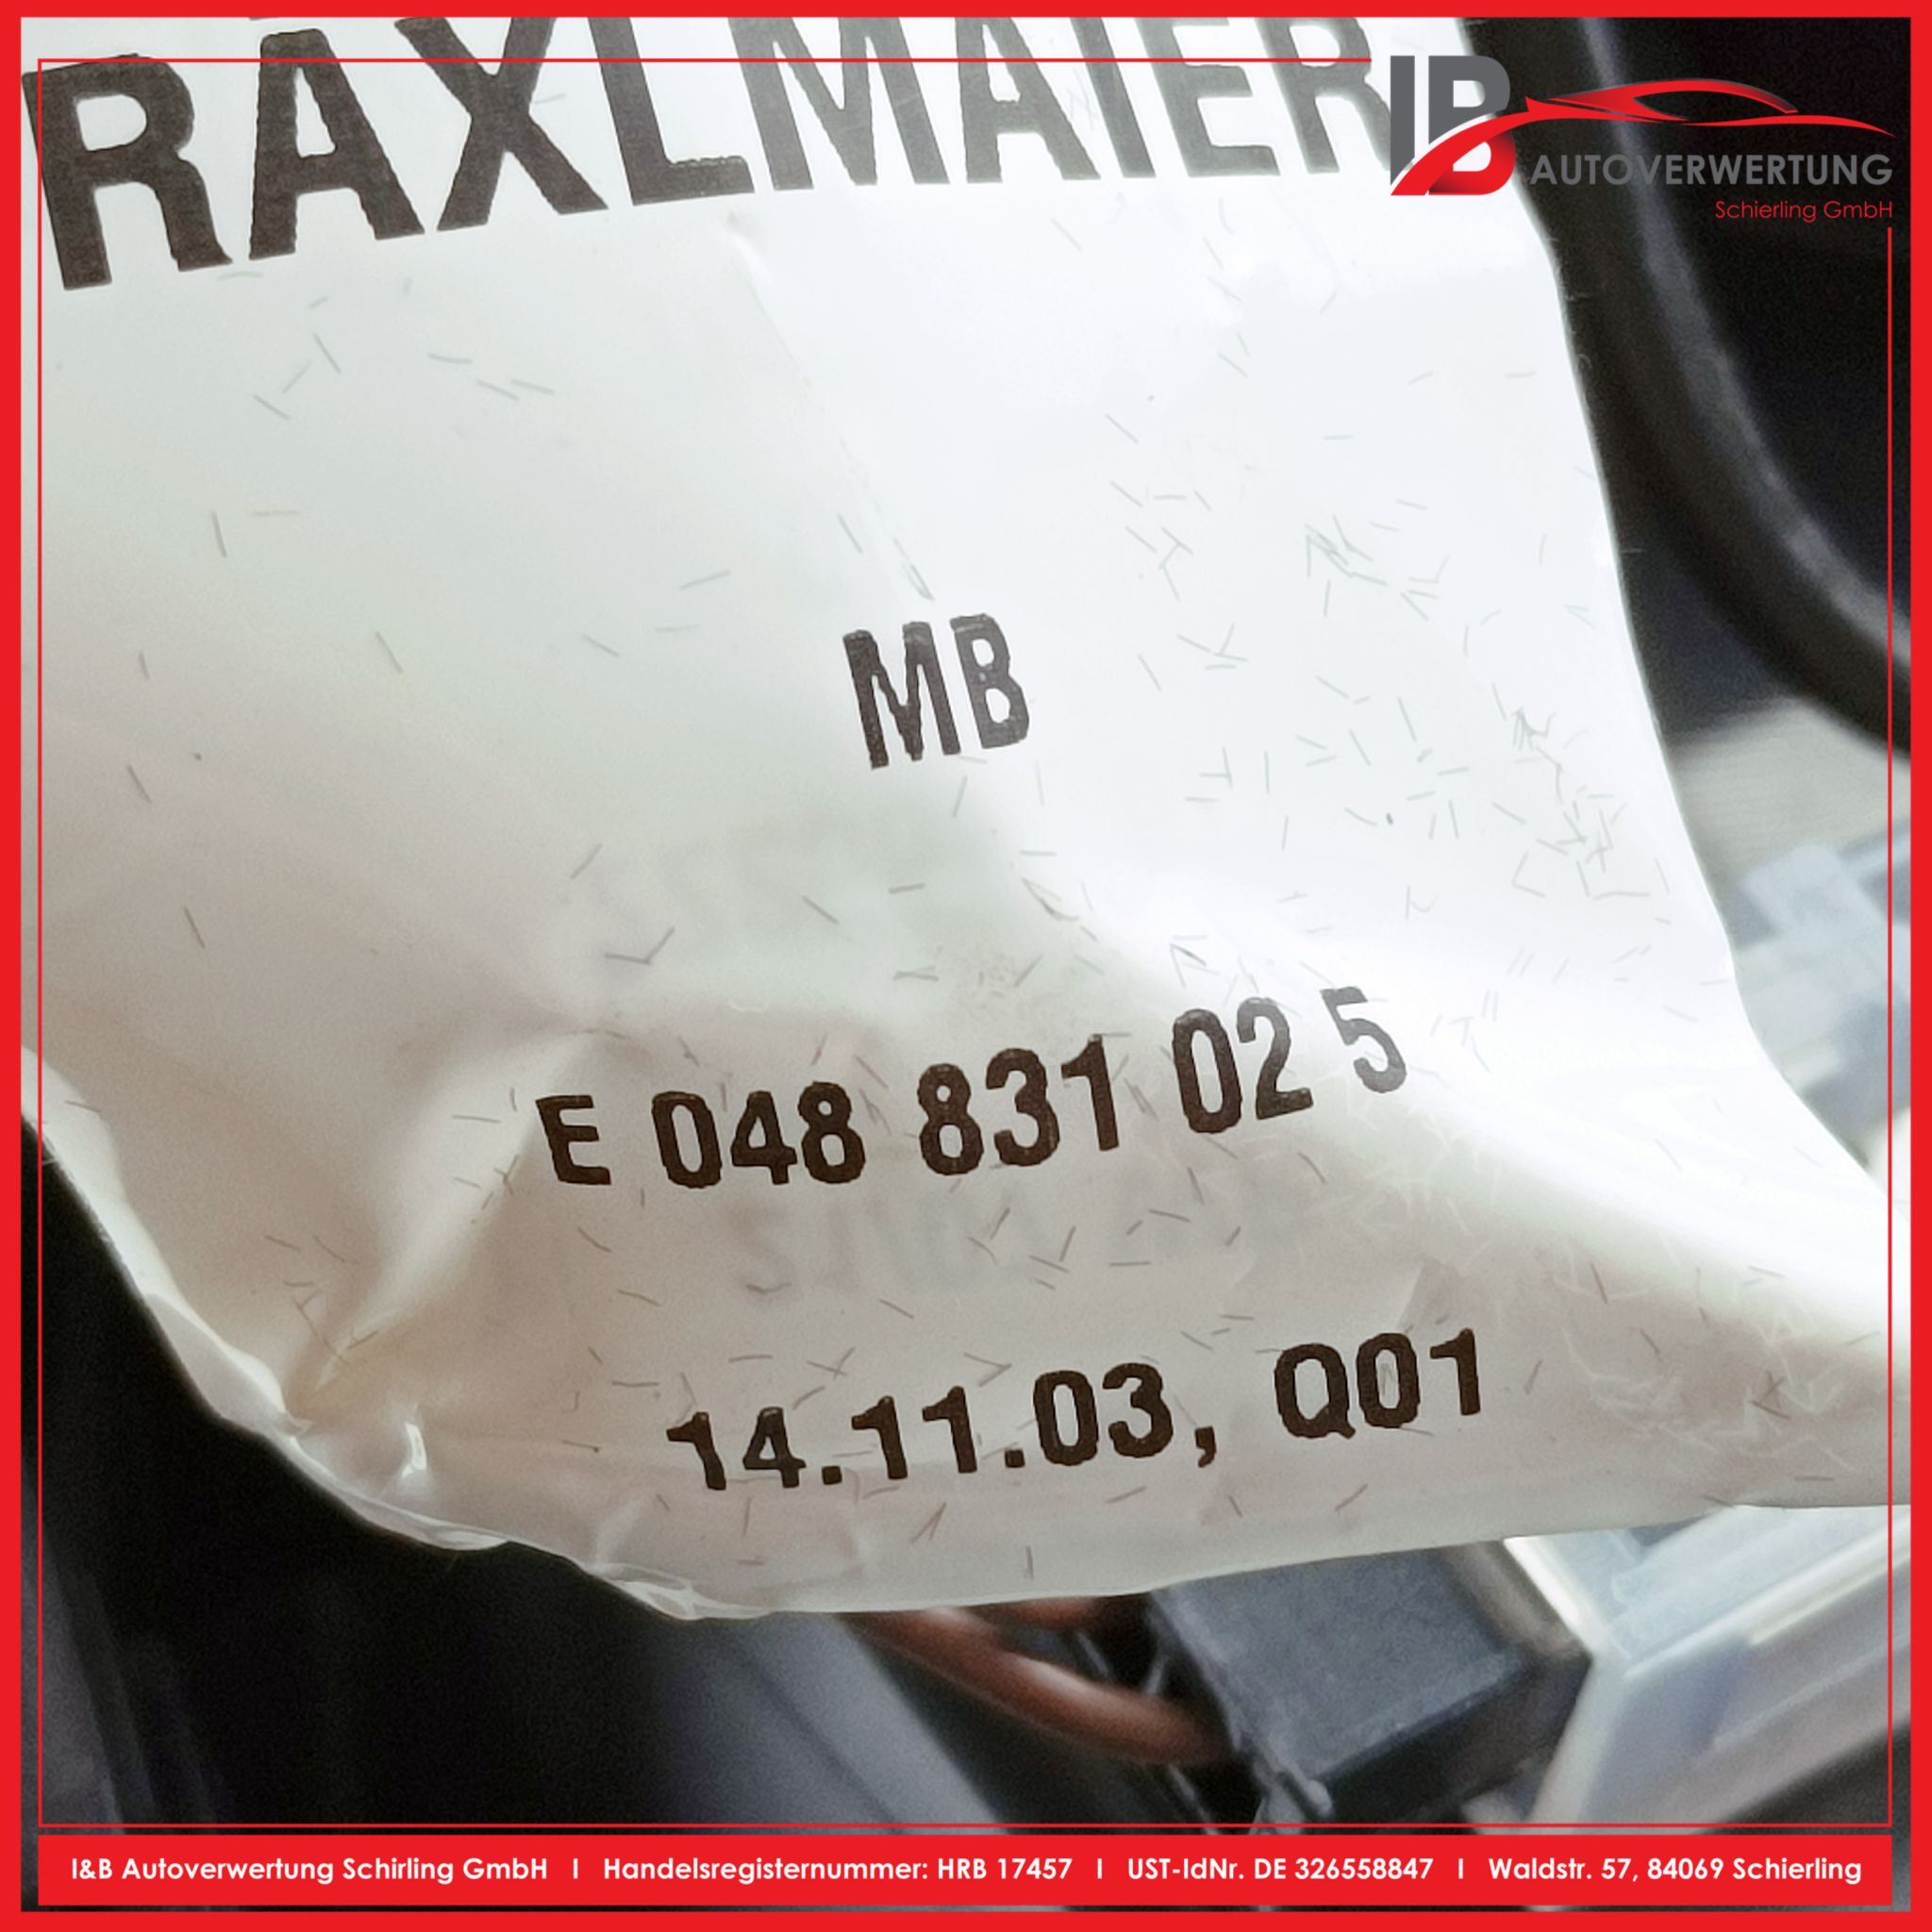 RÄXLMAIER
IB
AUTOVERWERTUNG
Schierling GmbH
MB
E 048 831 02 5
14.11.03, Q01
I&B Autoverwertung Schirling GmbH I Handelsregisternummer: HRB 17457 I UST-IdNr. DE 326558847 I Waldstr. 57, 84069 Schierling